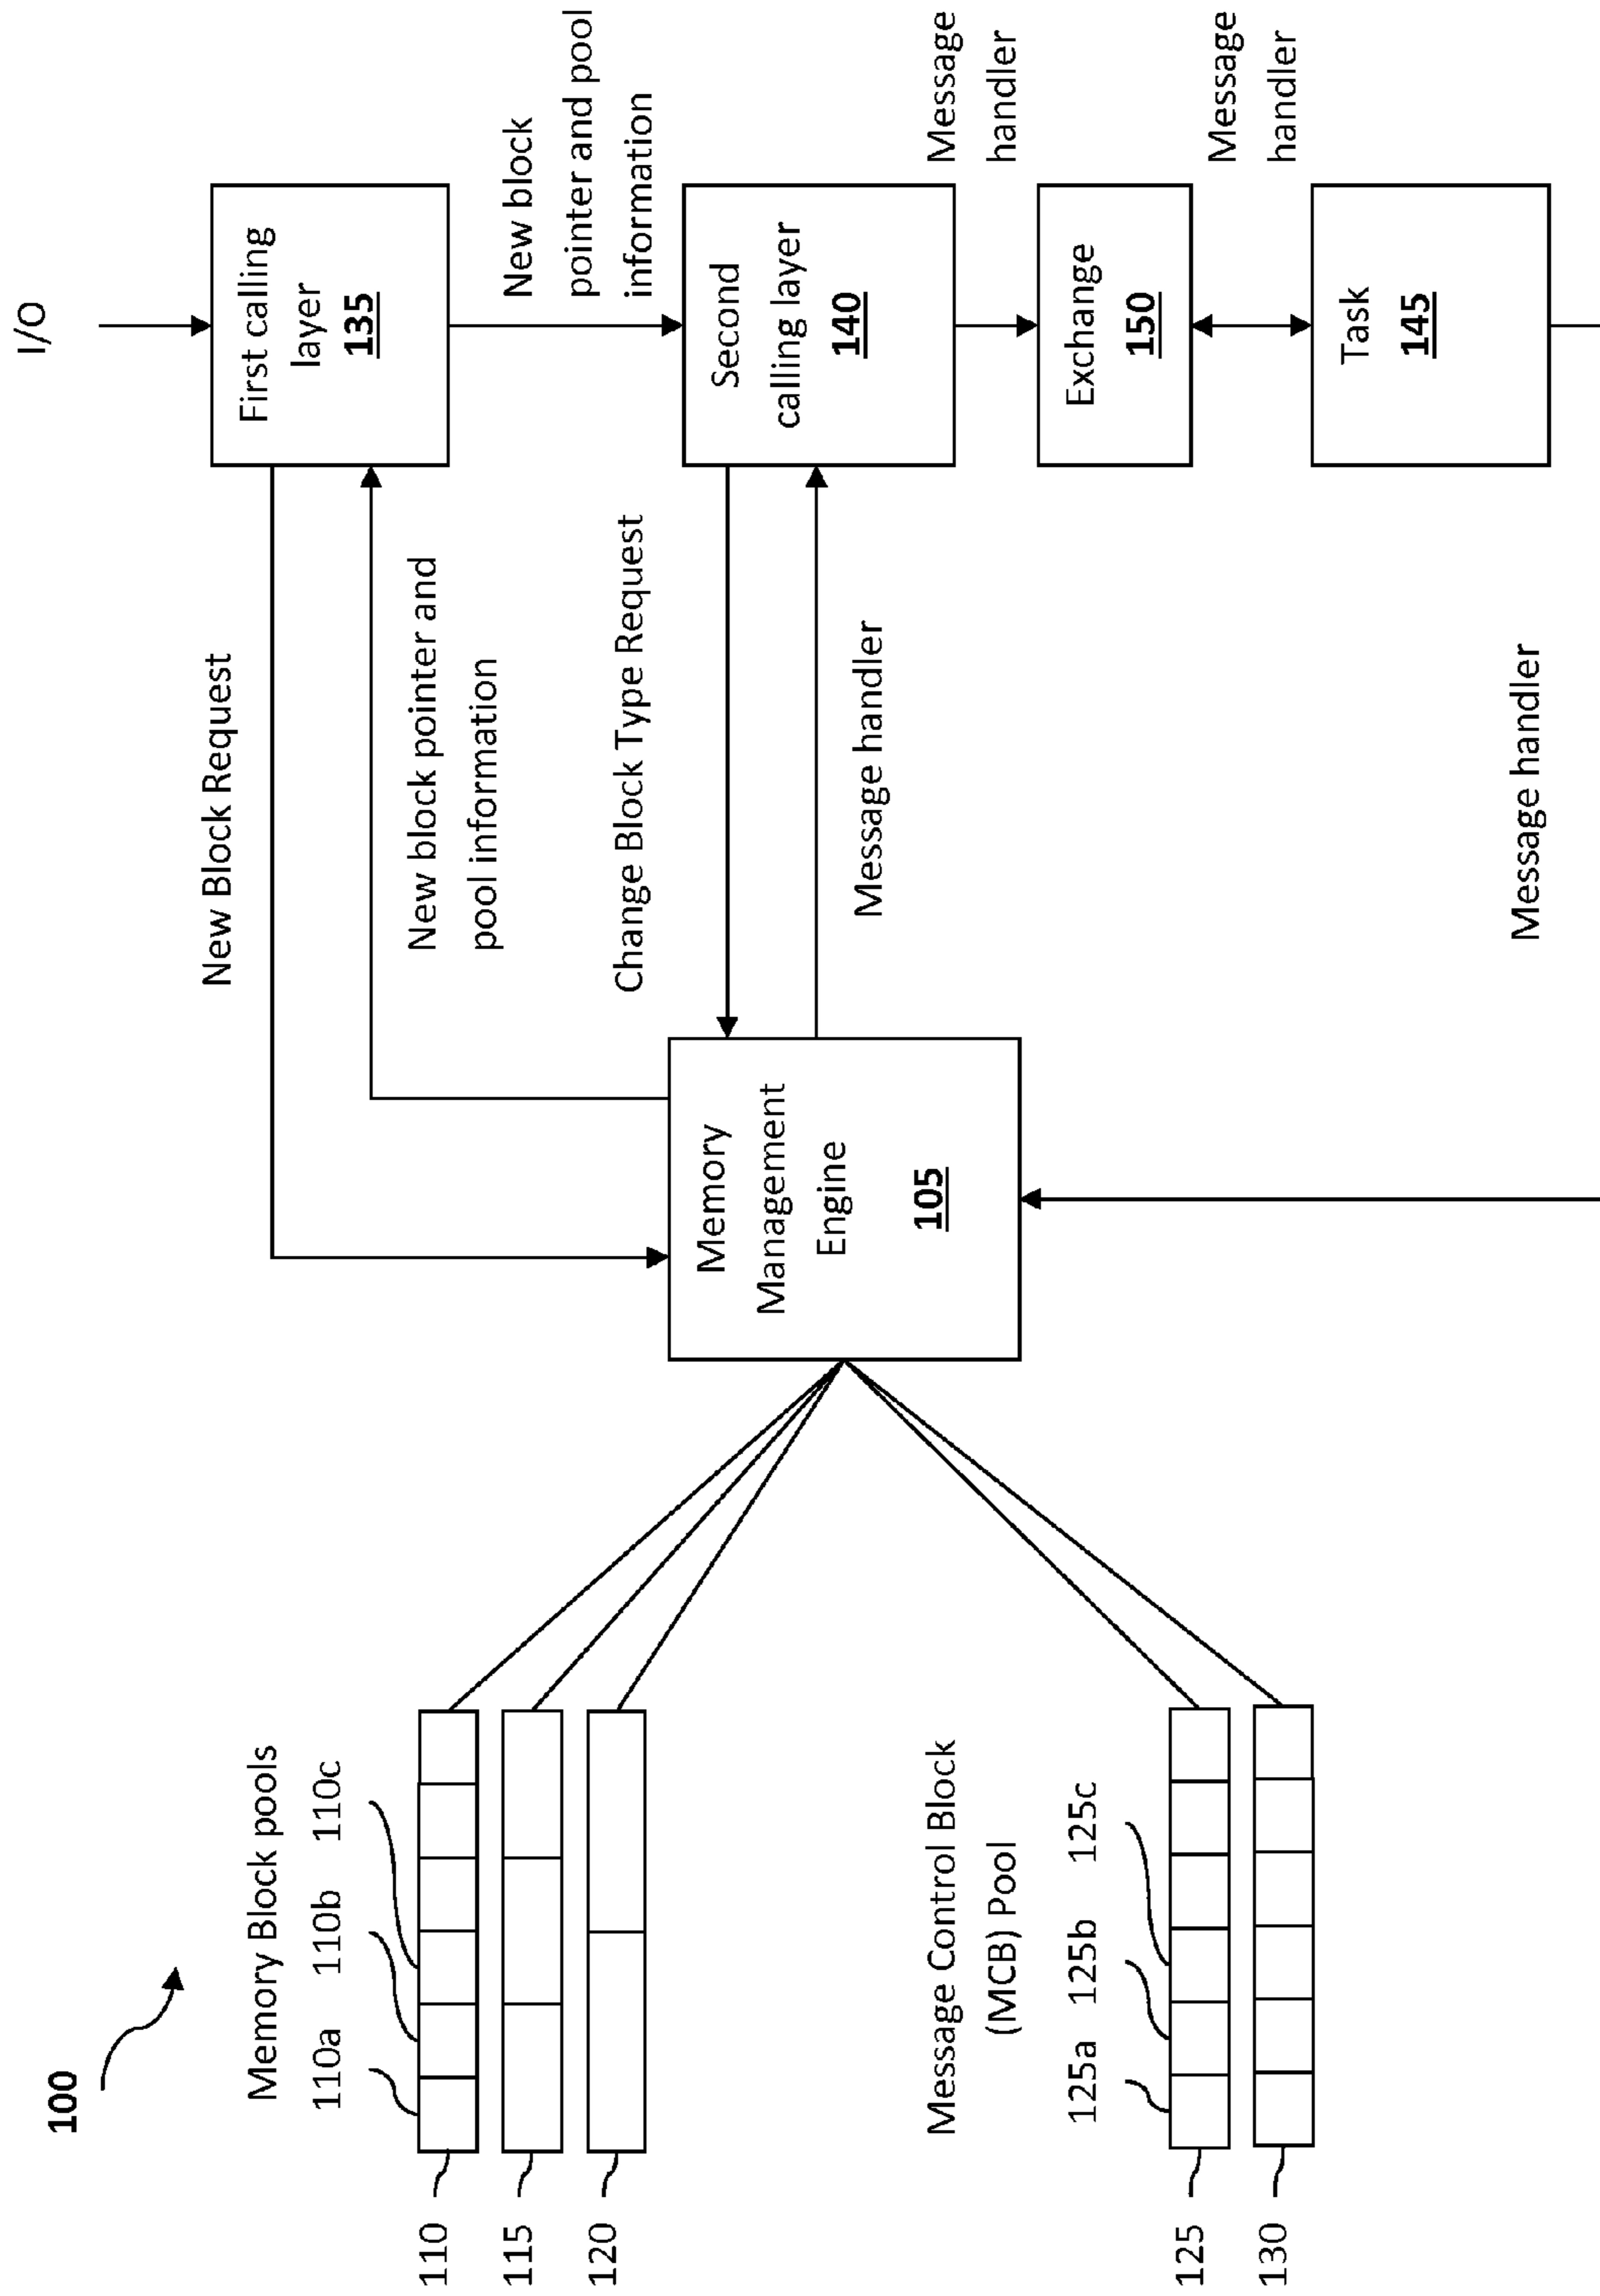 100
Memory Block pools
110a
110b
110c
110
115
120
Message Control Block
(MCB) Pool
125a
125b
125c
125
130
Memory
Management
Engine
105
New Block Request
New block pointer and
pool information
Change Block Type Request
Message handler
Message handler
I/O
First calling
layer
135
New block
pointer and pool
information
Second
calling layer
140
Message
handler
Exchange
150
Message
handler
Task
145